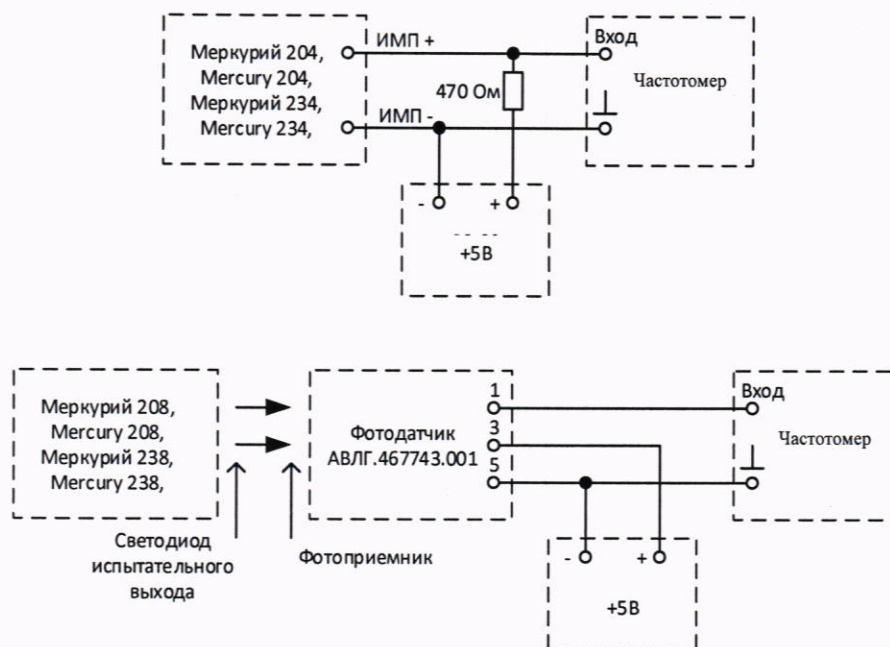 Меркурий 204,
Mercury 204,
Меркурий 234,
Mercury 234,
ИМП +
ИМП -
470 Ом
Вход
Частотомер
- +
+5В
Меркурий 208,
Mercury 208,
Меркурий 238,
Mercury 238,
Светодиод
испытательного
выхода
Фотоприемник
Фотодатчик
АВЛГ.467743.001
1
3
5
Вход
Частотомер
- +
+5В